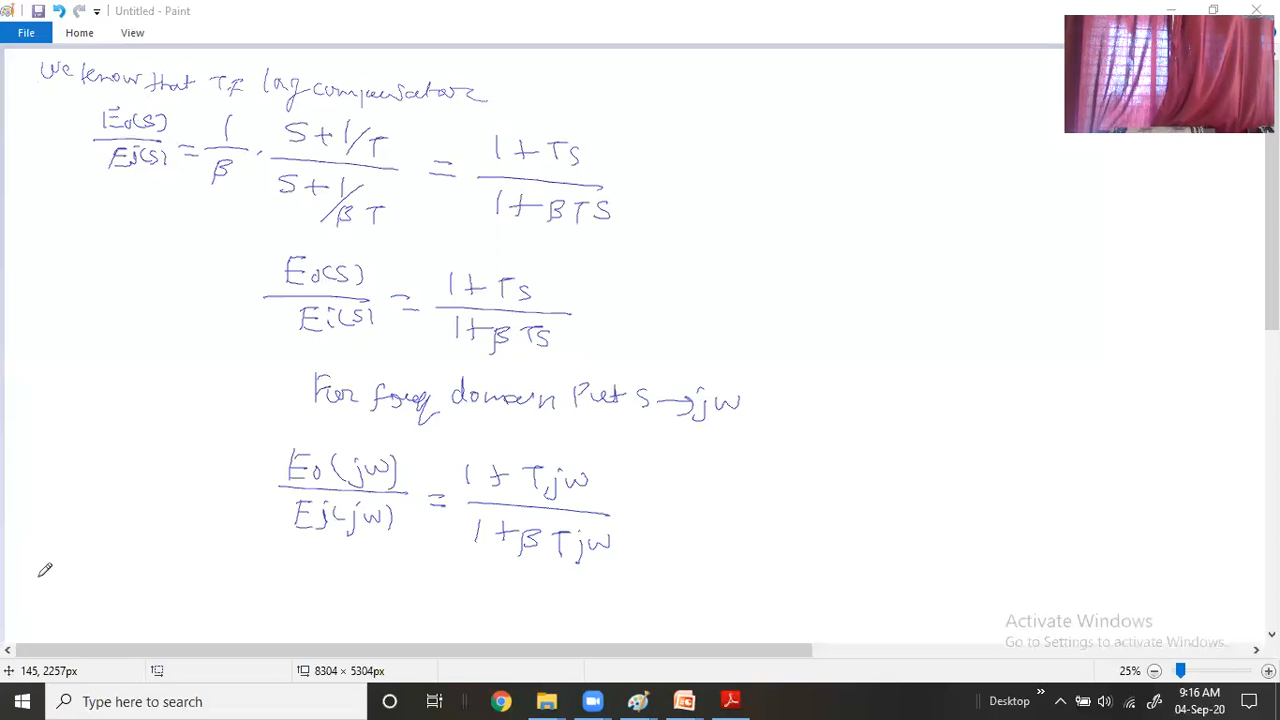 Untitled - Paint
File Home View
We know that T.F lag compensator
Eo(s)/Ei(s) = 1/β . (S + 1/T)/(S + 1/βT) = (1 + TS)/(1 + βTS)
Eo(s)/Ei(s) = (1 + TS)/(1 + βTS)
For freq domain Put S → jw
Eo(jw)/Ei(jw) = (1 + Tjw)/(1 + βTjw)
Activate Windows
Go to Settings to activate Windows.
145, 2257px 8304 × 5304px 25%
Type here to search Desktop 9:16 AM
04-Sep-20